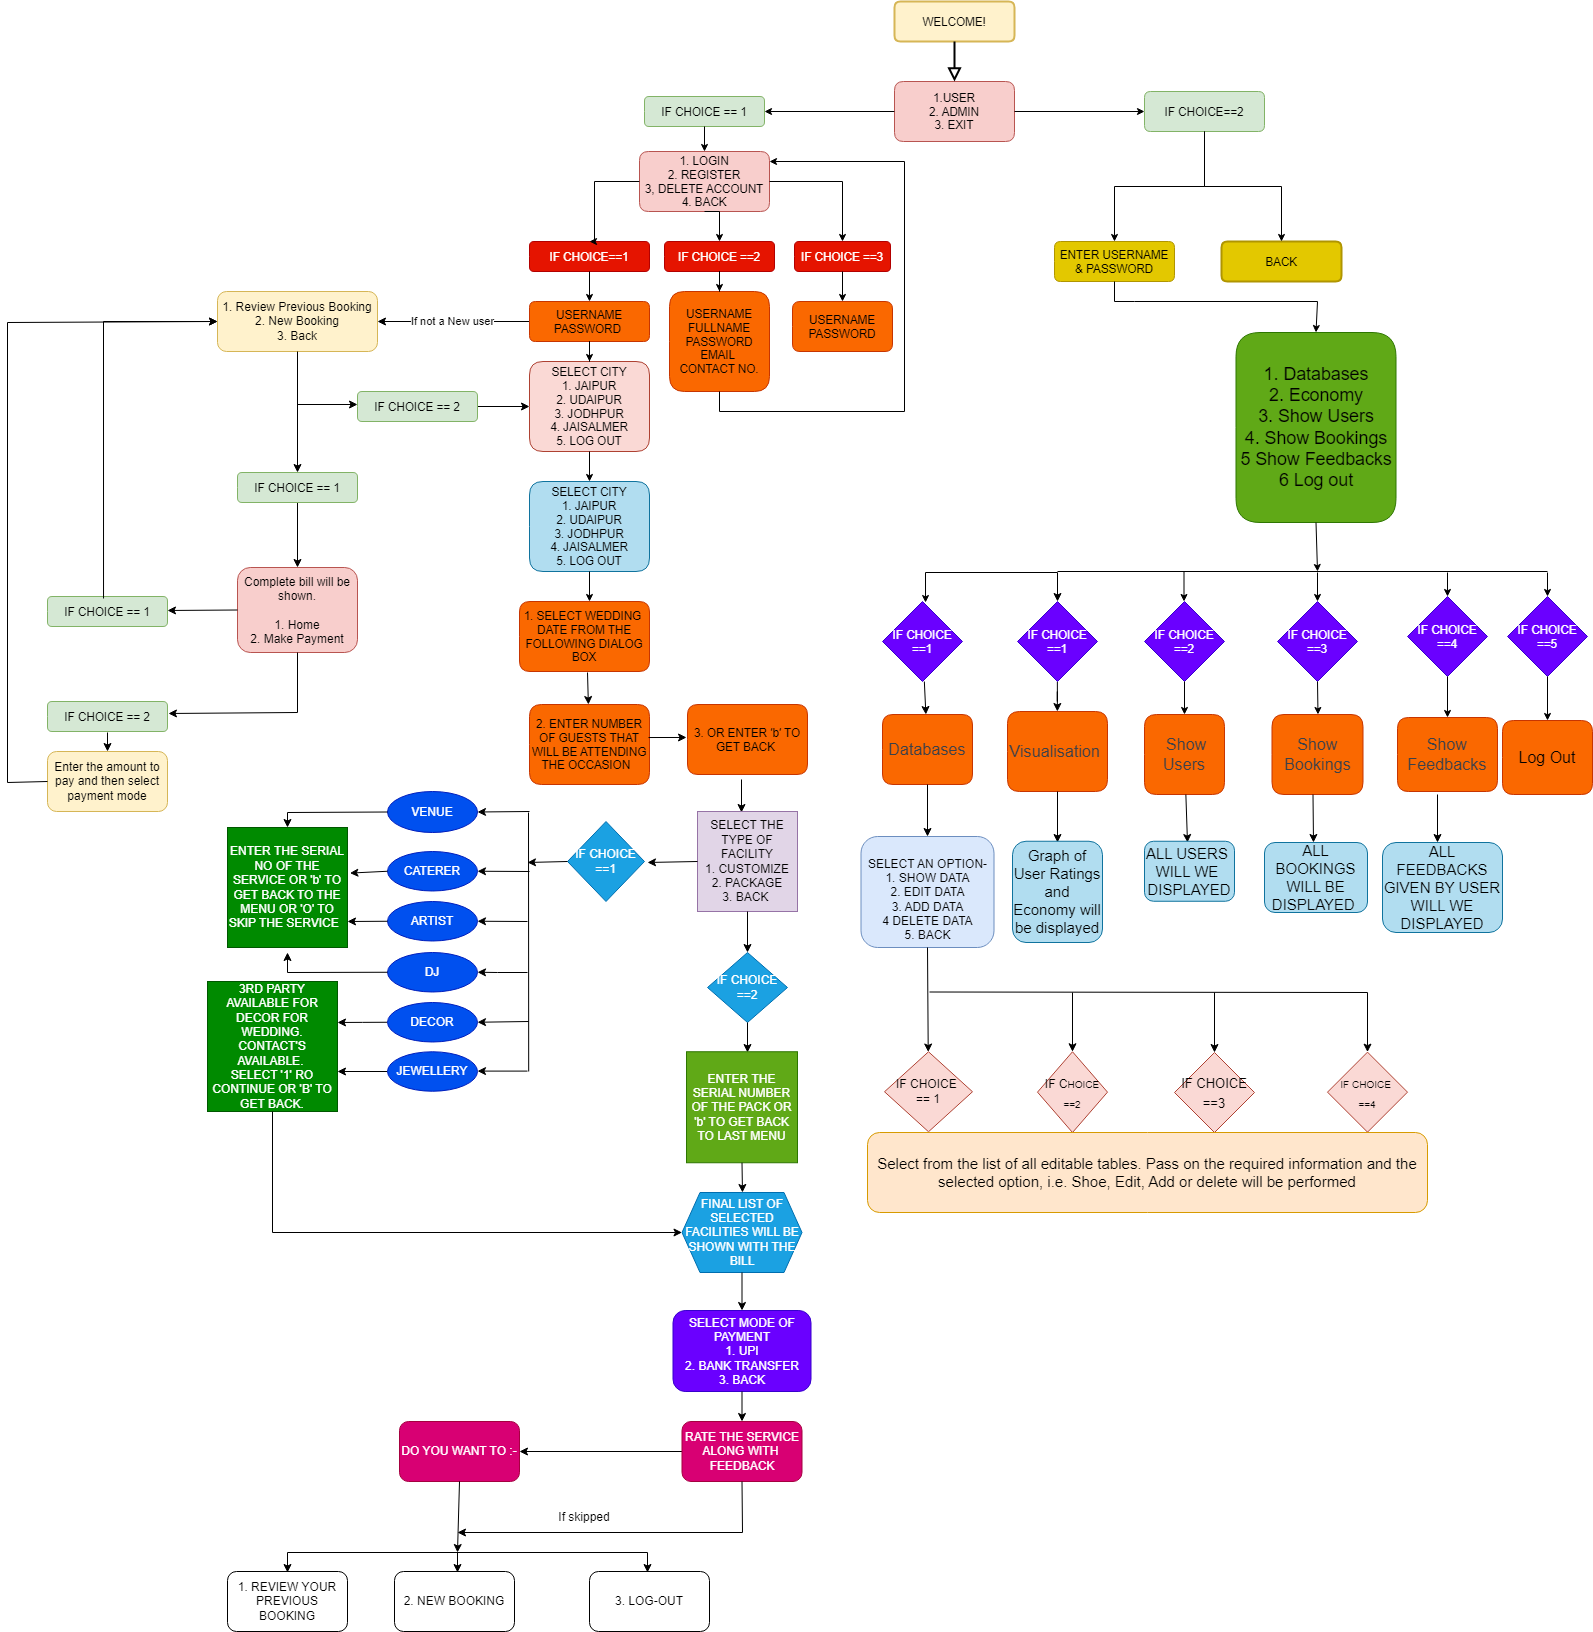 WELCOME!
1.USER
2. ADMIN
3. EXIT
IF CHOICE == 1
IF CHOICE==2
1. LOGIN
2. REGISTER
3, DELETE ACCOUNT
4. BACK
IF CHOICE==1
IF CHOICE ==2
IF CHOICE ==3
ENTER USERNAME
& PASSWORD
BACK
1. Review Previous Booking
2. New Booking
3. Back
If not a New user
USERNAME
PASSWORD
USERNAME
FULLNAME
PASSWORD
EMAIL
CONTACT NO.
USERNAME
PASSWORD
1. Databases
2. Economy
3. Show Users
4. Show Bookings
5 Show Feedbacks
6 Log out
IF CHOICE == 2
SELECT CITY
1. JAIPUR
2. UDAIPUR
3. JODHPUR
4. JAISALMER
5. LOG OUT
IF CHOICE == 1
SELECT CITY
1. JAIPUR
2. UDAIPUR
3. JODHPUR
4. JAISALMER
5. LOG OUT
Complete bill will be
shown.
1. Home
2. Make Payment
IF CHOICE == 1
1. SELECT WEDDING
DATE FROM THE
FOLLOWING DIALOG
BOX
IF CHOICE
==1
IF CHOICE
==1
IF CHOICE
==2
IF CHOICE
==3
IF CHOICE
==4
IF CHOICE
==5
IF CHOICE == 2
Enter the amount to
pay and then select
payment mode
2. ENTER NUMBER
OF GUESTS THAT
WILL BE ATTENDING
THE OCCASION
3. OR ENTER 'b' TO
GET BACK
Databases
Visualisation
Show
Users
Show
Bookings
Show
Feedbacks
Log Out
VENUE
CATERER
ARTIST
DJ
DECOR
JEWELLERY
ENTER THE SERIAL
NO OF THE
SERVICE OR 'b' TO
GET BACK TO THE
MENU OR 'O' TO
SKIP THE SERVICE
3RD PARTY
AVAILABLE FOR
DECOR FOR
WEDDING.
CONTACT'S
AVAILABLE.
SELECT '1' RO
CONTINUE OR 'B' TO
GET BACK.
IF CHOICE
==1
SELECT THE
TYPE OF
FACILITY
1. CUSTOMIZE
2. PACKAGE
3. BACK
IF CHOICE
==2
SELECT AN OPTION-
1. SHOW DATA
2. EDIT DATA
3. ADD DATA
4 DELETE DATA
5. BACK
Graph of
User Ratings
and
Economy will
be displayed
ALL USERS
WILL WE
DISPLAYED
ALL
BOOKINGS
WILL BE
DISPLAYED
ALL
FEEDBACKS
GIVEN BY USER
WILL WE
DISPLAYED
ENTER THE
SERIAL NUMBER
OF THE PACK OR
'b' TO GET BACK
TO LAST MENU
IF CHOICE
== 1
IF CHOICE
==2
IF CHOICE
==3
IF CHOICE
==4
Select from the list of all editable tables. Pass on the required information and the
selected option, i.e. Shoe, Edit, Add or delete will be performed
FINAL LIST OF
SELECTED
FACILITIES WILL BE
SHOWN WITH THE
BILL
SELECT MODE OF
PAYMENT
1. UPI
2. BANK TRANSFER
3. BACK
RATE THE SERVICE
ALONG WITH
FEEDBACK
DO YOU WANT TO :-
If skipped
1. REVIEW YOUR
PREVIOUS
BOOKING
2. NEW BOOKING
3. LOG-OUT